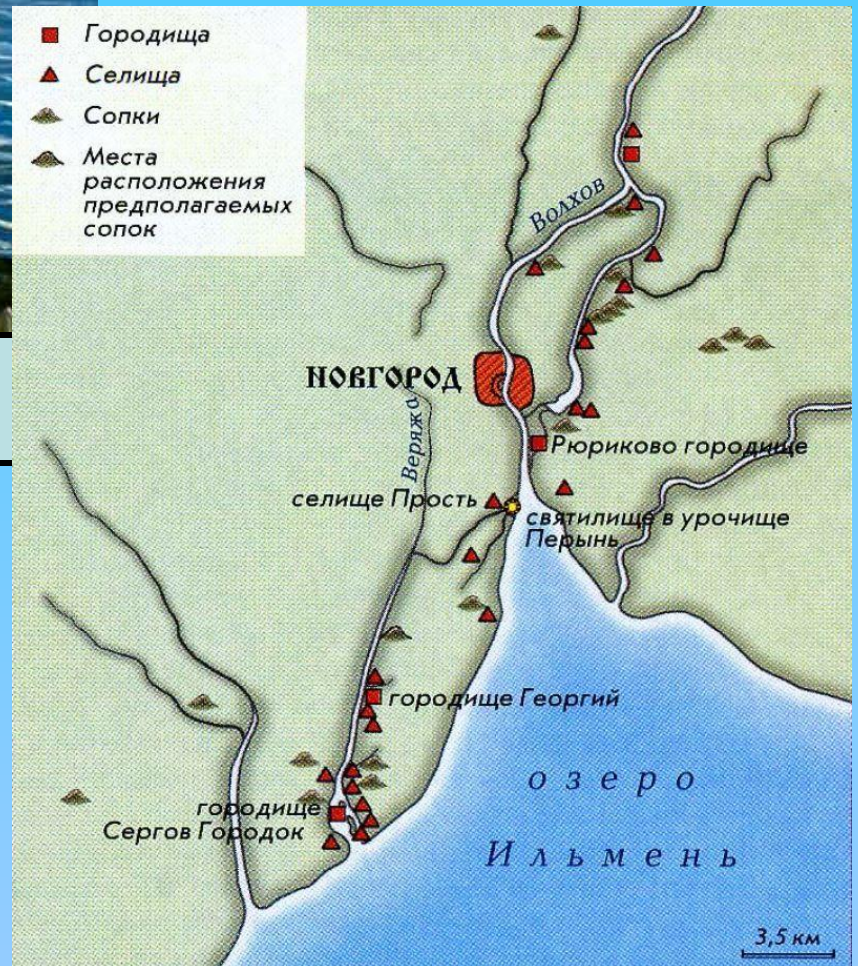 Городища
Селища
Сопки
Места
расположения
предполагаемых
сопок
Волхов
НОВГОРОД
Веряжа
Рюриково городище
селище Прость
святилище в урочище
Перынь
городище Георгий
городище
Сергов Городок
озеро
Ильмень
3,5 км